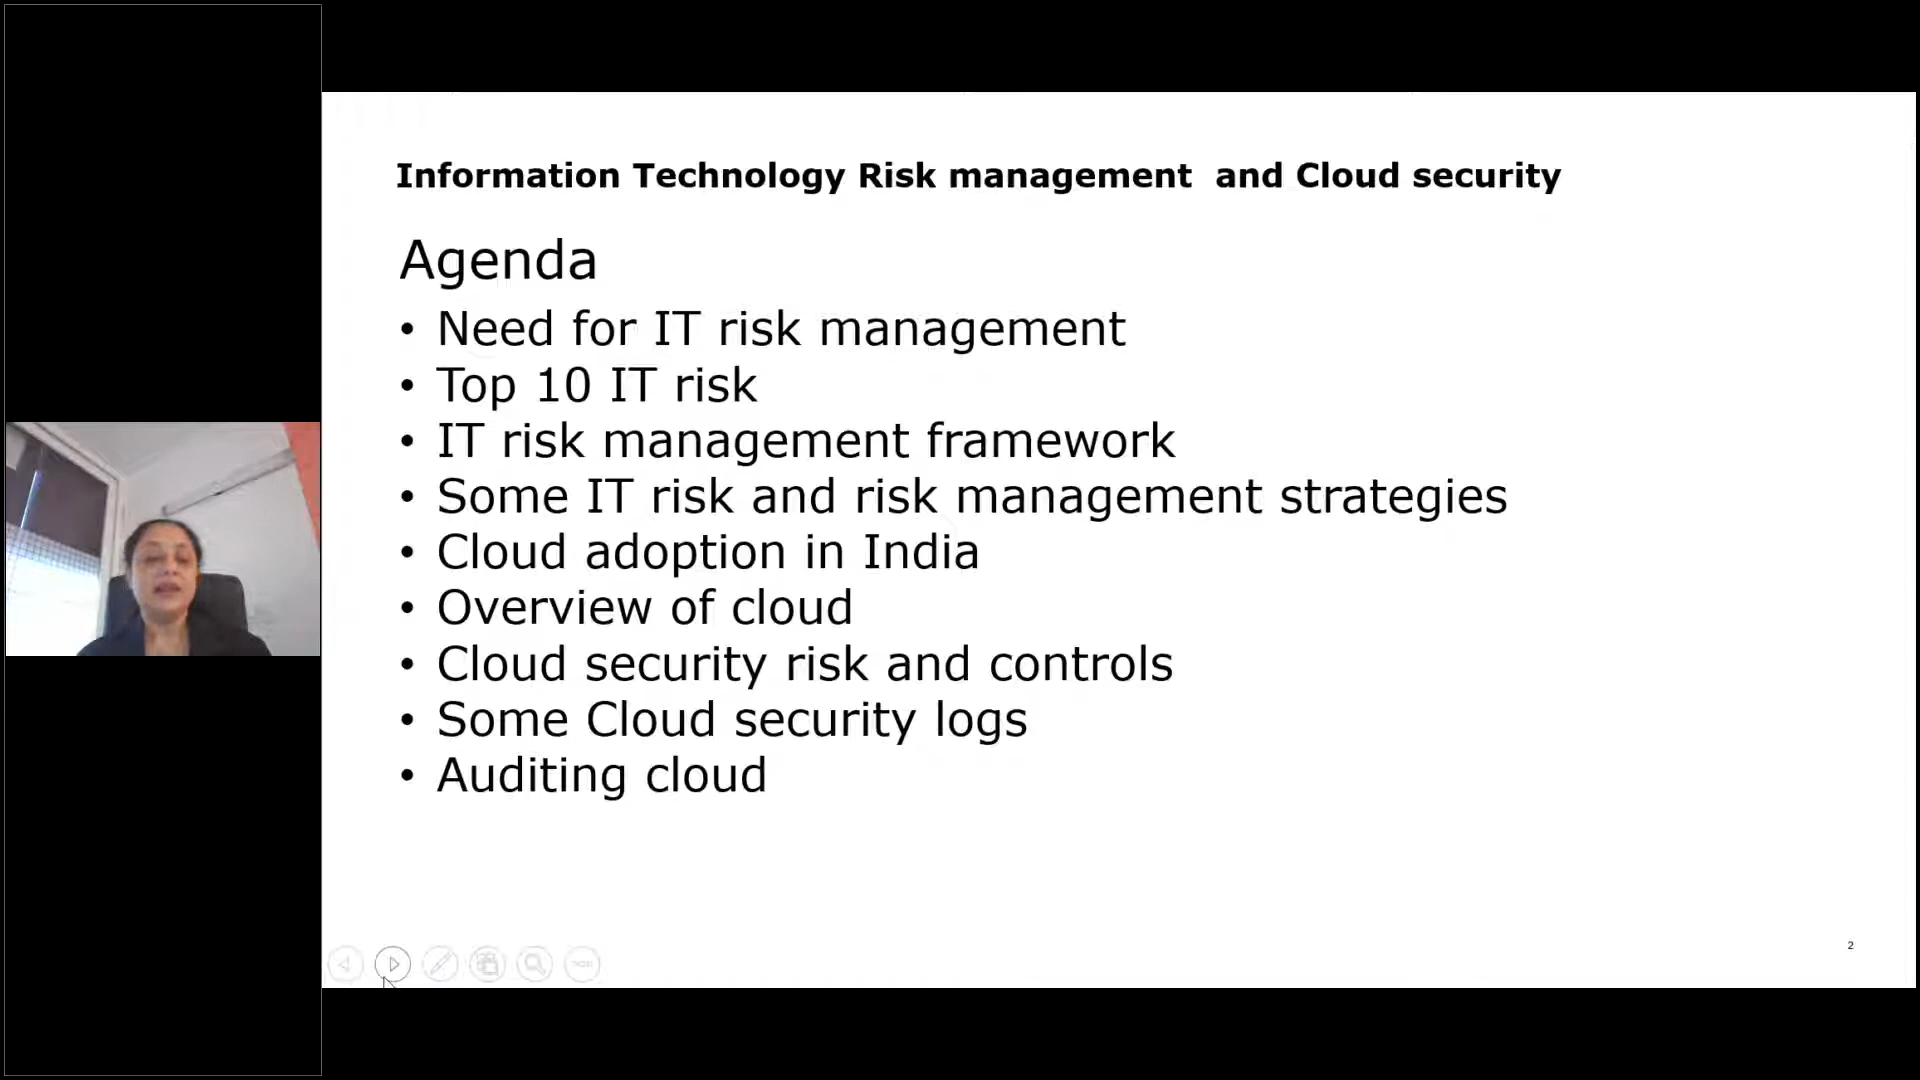 Information Technology Risk management  and Cloud security
Agenda
• Need for IT risk management
• Top 10 IT risk
• IT risk management framework
• Some IT risk and risk management strategies
• Cloud adoption in India
• Overview of cloud
• Cloud security risk and controls
• Some Cloud security logs
• Auditing cloud
2